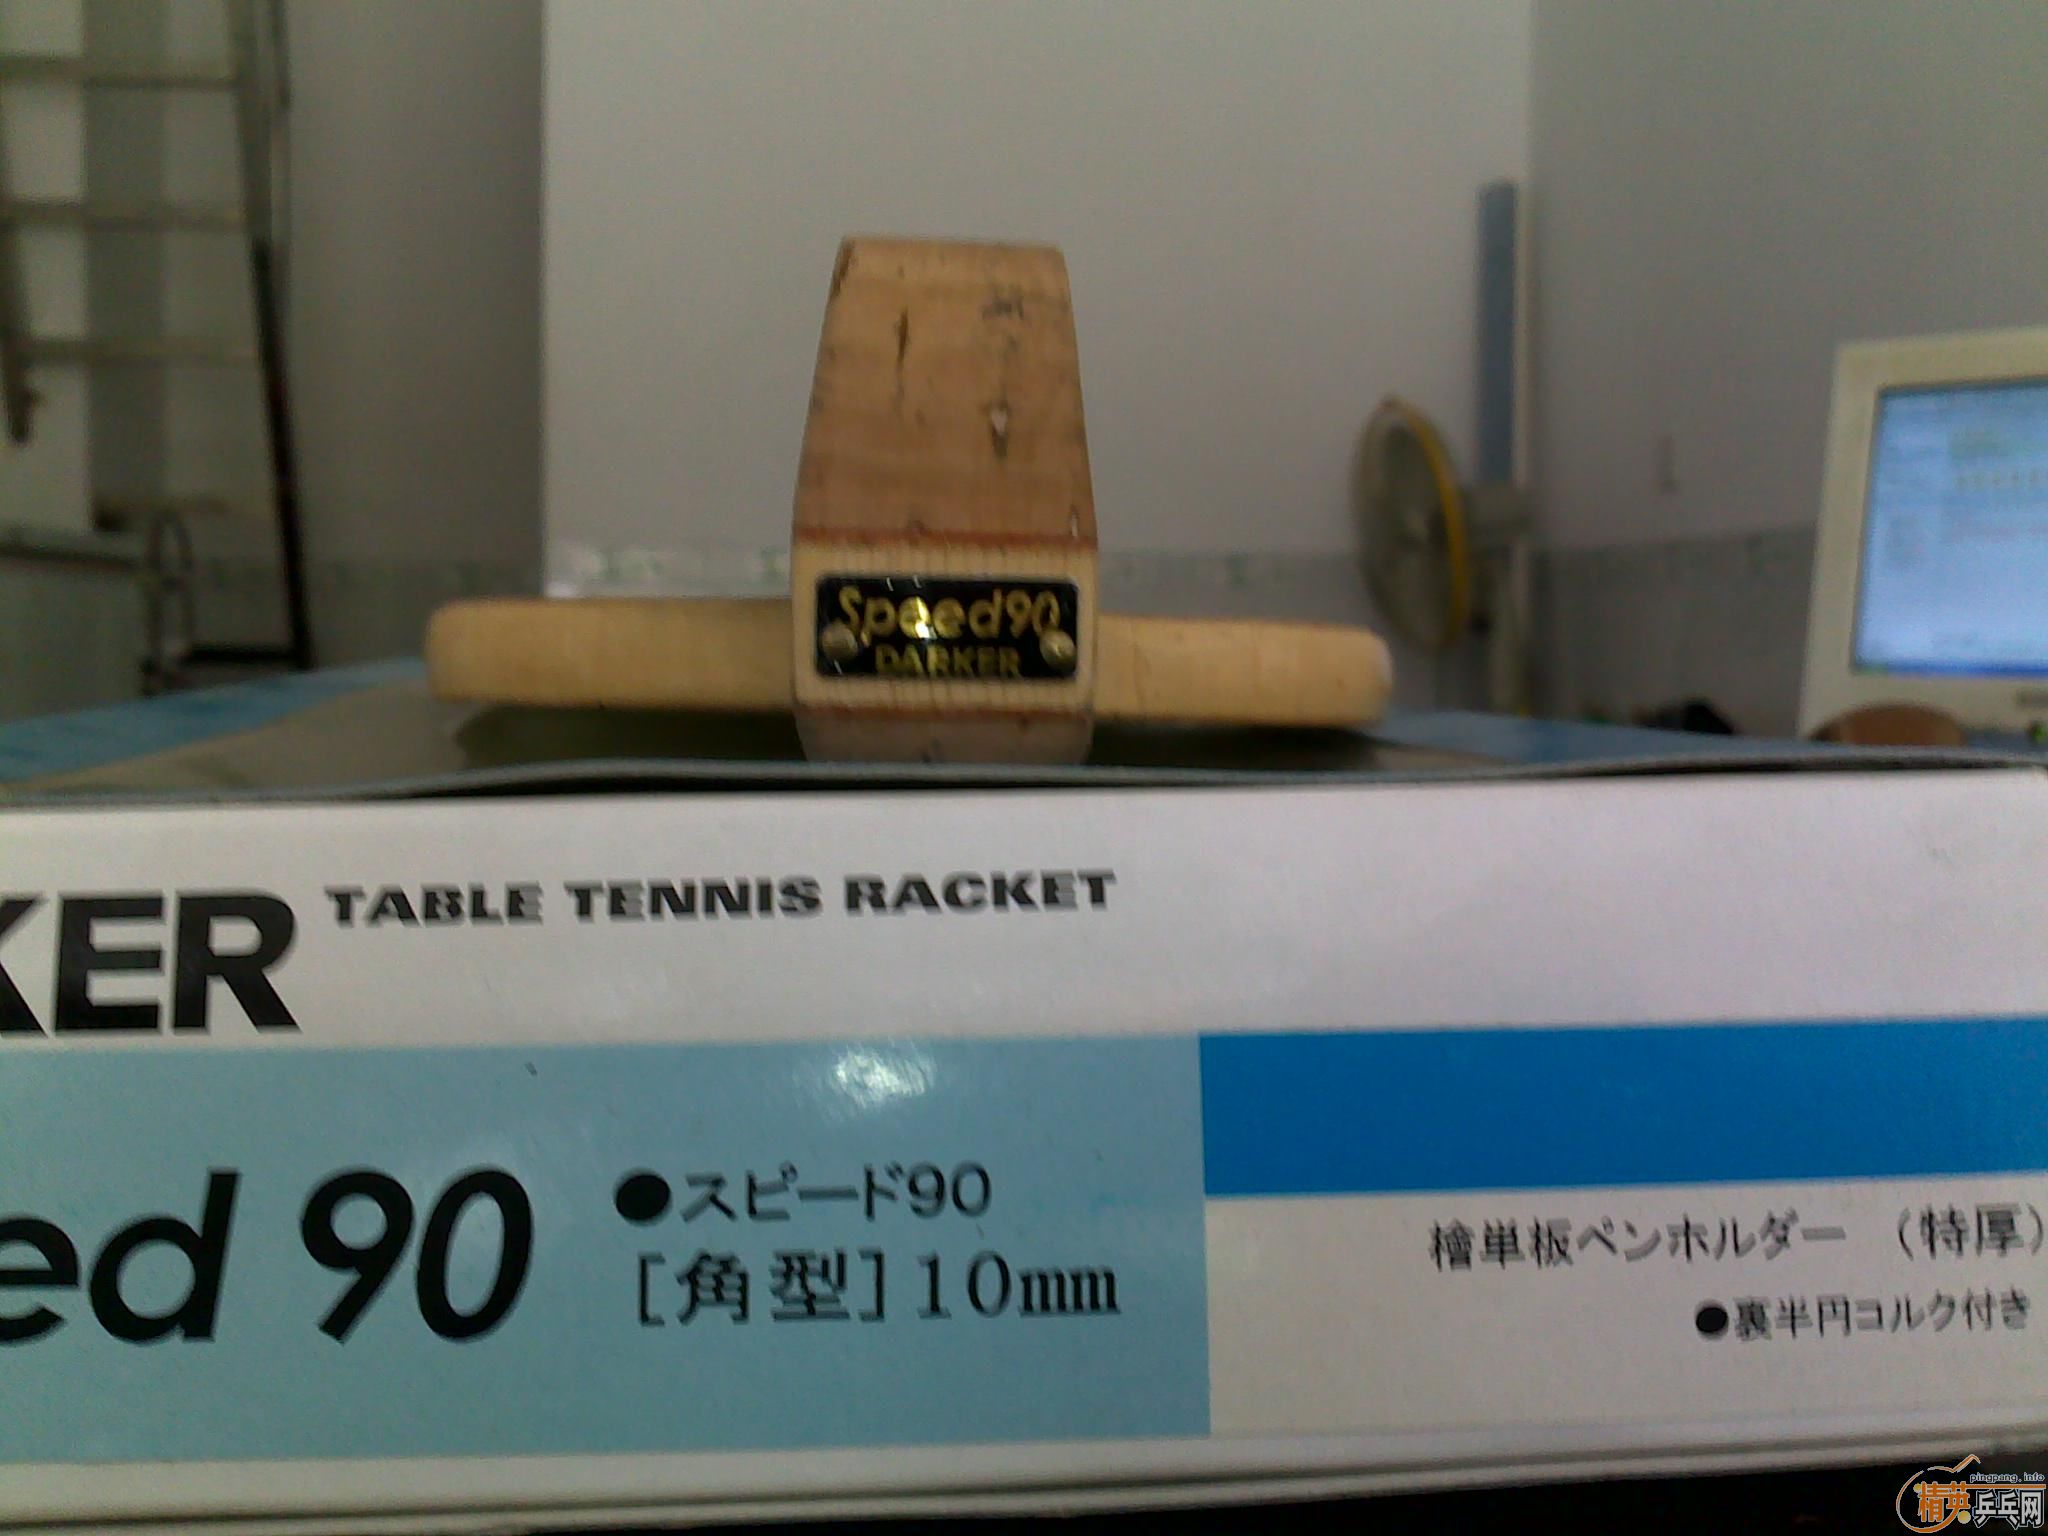 Speed90
DARKER
KER TABLE TENNIS RACKET
ed 90
●スピード90
[角型]10mm
檜単板ペンホルダー (特厚)
●裏半円コルク付き
pingpang.info
精英乒乓网